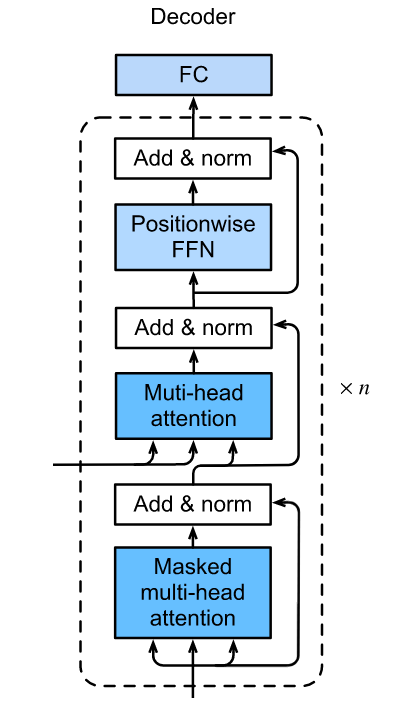 Decoder
FC
Add & norm
Positionwise
FFN
Add & norm
× n
Muti-head
attention
Add & norm
Masked
multi-head
attention